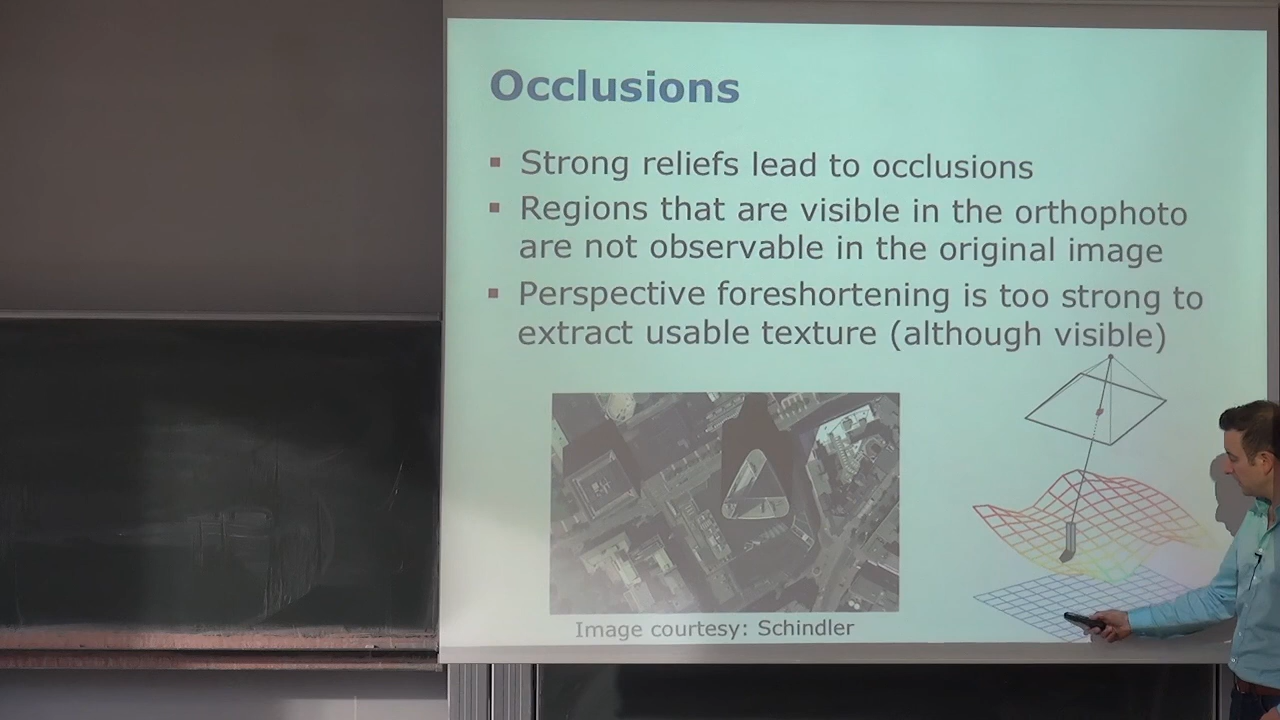 Occlusions
▪ Strong reliefs lead to occlusions
▪ Regions that are visible in the orthophoto
are not observable in the original image
▪ Perspective foreshortening is too strong to
extract usable texture (although visible)
Image courtesy: Schindler